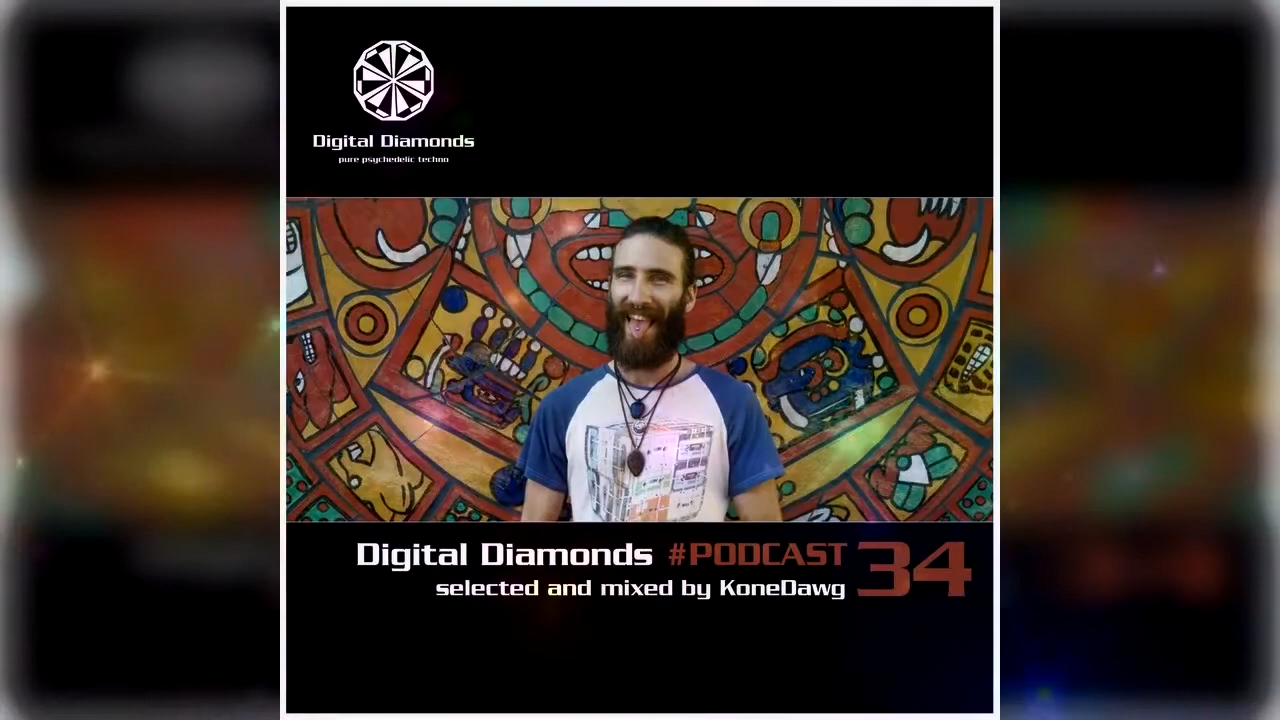 Digital Diamonds
pure psychedelic techno
Digital Diamonds #PODCAST 34
selected and mixed by KoneDawg